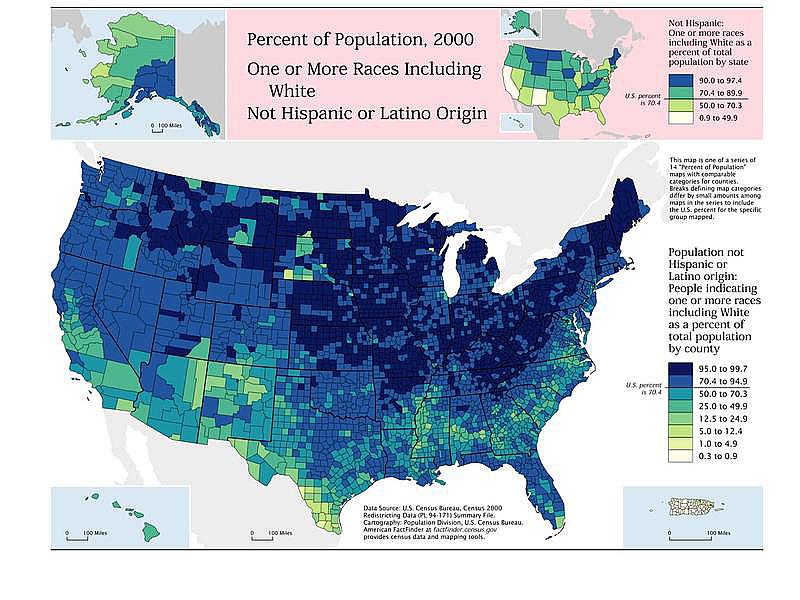 Percent of Population, 2000
One or More Races Including
White
Not Hispanic or Latino Origin
Not Hispanic:
One or more races
including White as a
percent of total
population by state
U.S. percent
is 70.4
90.0 to 97.4
70.4 to 89.9
50.0 to 70.3
0.9 to 49.9
0 100 Miles
This map is one of a series of
14 "Percent of Population"
maps with comparable
categories for counties.
Breaks defining map categories
differ by small amounts among
maps in the series to include
the U.S. percent for the specific
group mapped.
Population not
Hispanic or
Latino origin:
People indicating
one or more races
including White
as a percent of
total population
by county
U.S. percent
is 70.4
95.0 to 99.7
70.4 to 94.9
50.0 to 70.3
25.0 to 49.9
12.5 to 24.9
5.0 to 12.4
1.0 to 4.9
0.3 to 0.9
Data Source: U.S. Census Bureau, Census 2000
Redistricting Data (PL 94-171) Summary File.
Cartography: Population Division, U.S. Census Bureau.
American FactFinder at factfinder.census.gov
provides census data and mapping tools.
0 100 Miles
0 100 Miles
0 100 Miles